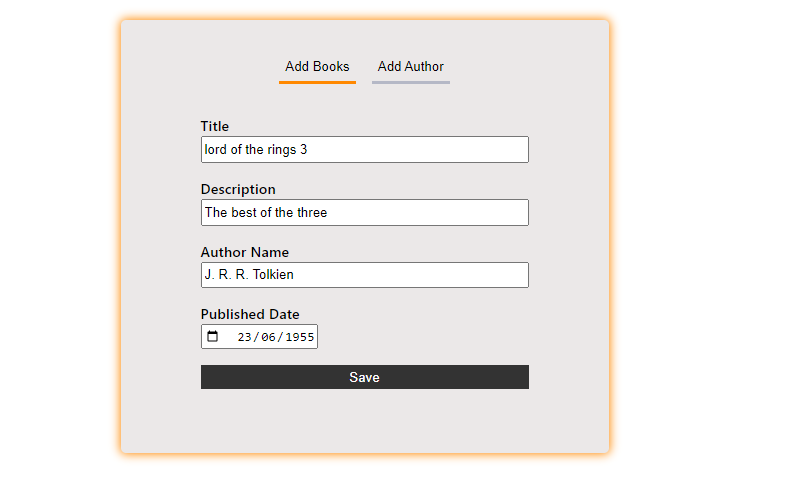 Add Books Add Author
Title
lord of the rings 3
Description
The best of the three
Author Name
J. R. R. Tolkien
Published Date
23/06/1955
Save